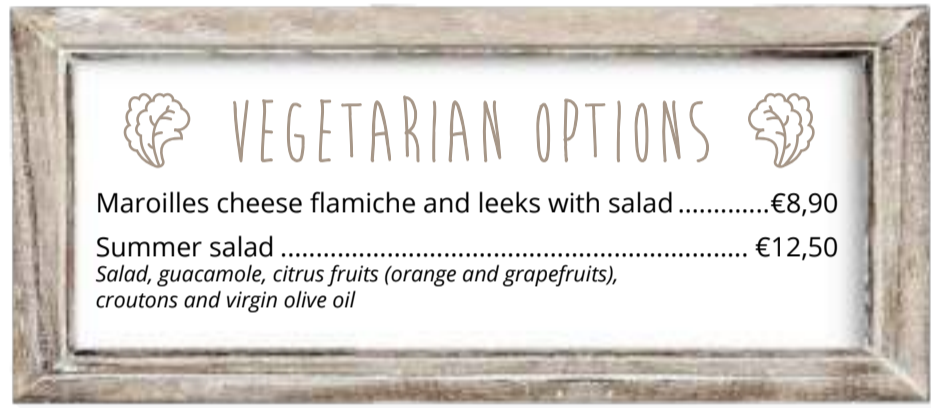 VEGETARIAN OPTIONS
Maroilles cheese flamiche and leeks with salad.............€8,90
Summer salad .................................................................. €12,50
Salad, guacamole, citrus fruits (orange and grapefruits),
croutons and virgin olive oil